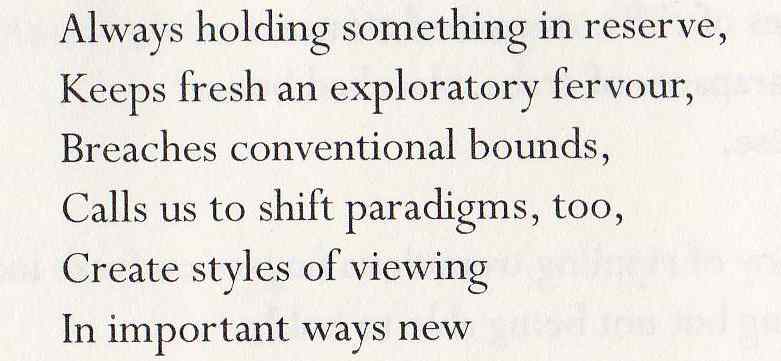 Always holding something in reserve,
Keeps fresh an exploratory fervour,
Breaches conventional bounds,
Calls us to shift paradigms, too,
Create styles of viewing
In important ways new